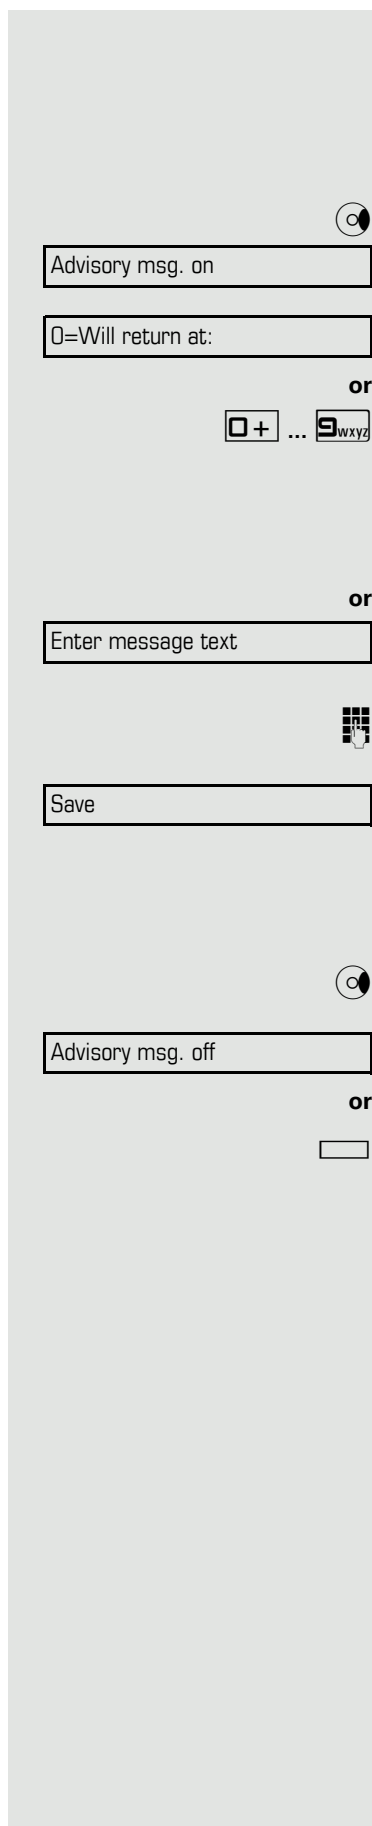 Advisory msg. on
0=Will return at:
or
0+ ... 9wxyz
or
Enter message text
Save
Advisory msg. off
or